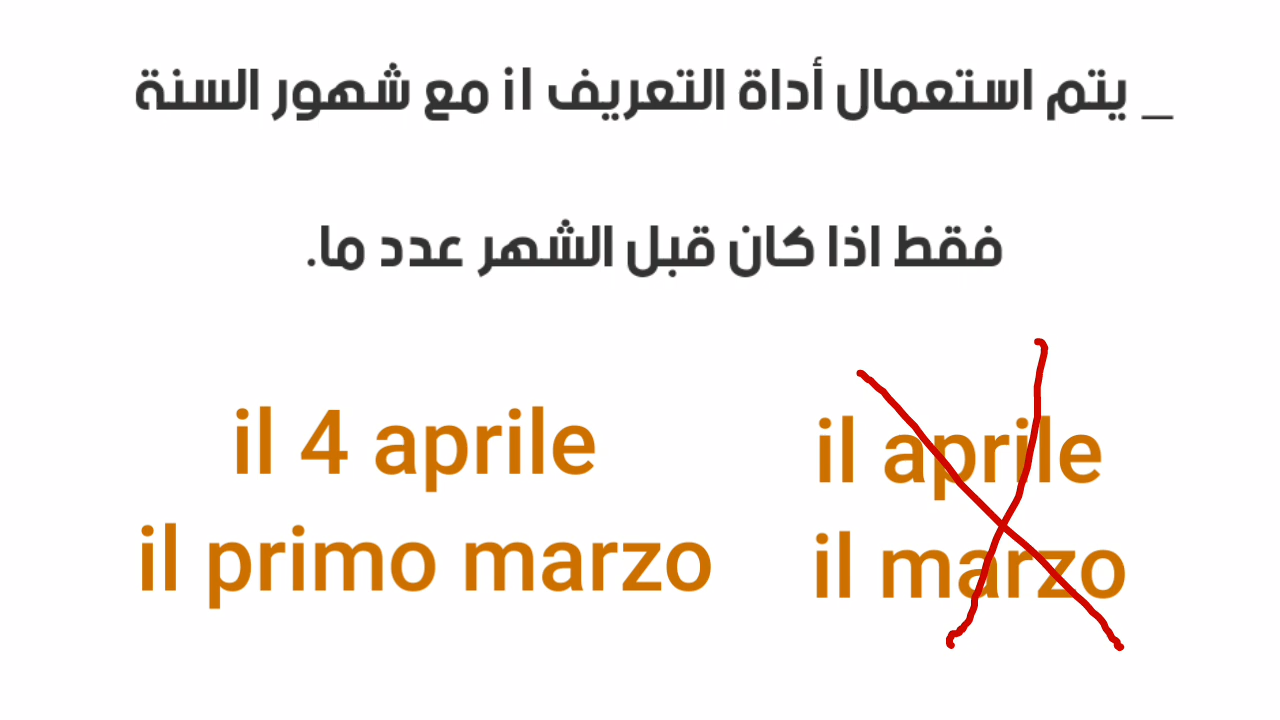 _ يتم استعمال أداة التعريف il مع شهور السنة
فقط اذا كان قبل الشهر عدد ما.
il 4 aprile
il primo marzo
il aprile
il marzo